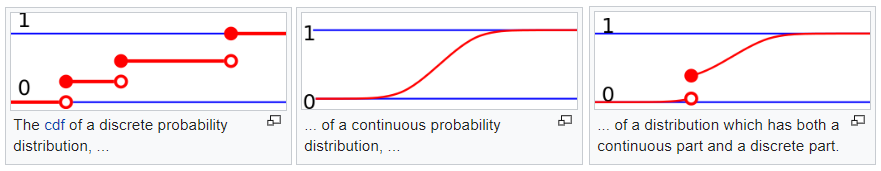 1
0
The cdf of a discrete probability
distribution, ...
1
0
... of a continuous probability
distribution, ...
1
0
... of a distribution which has both a
continuous part and a discrete part.